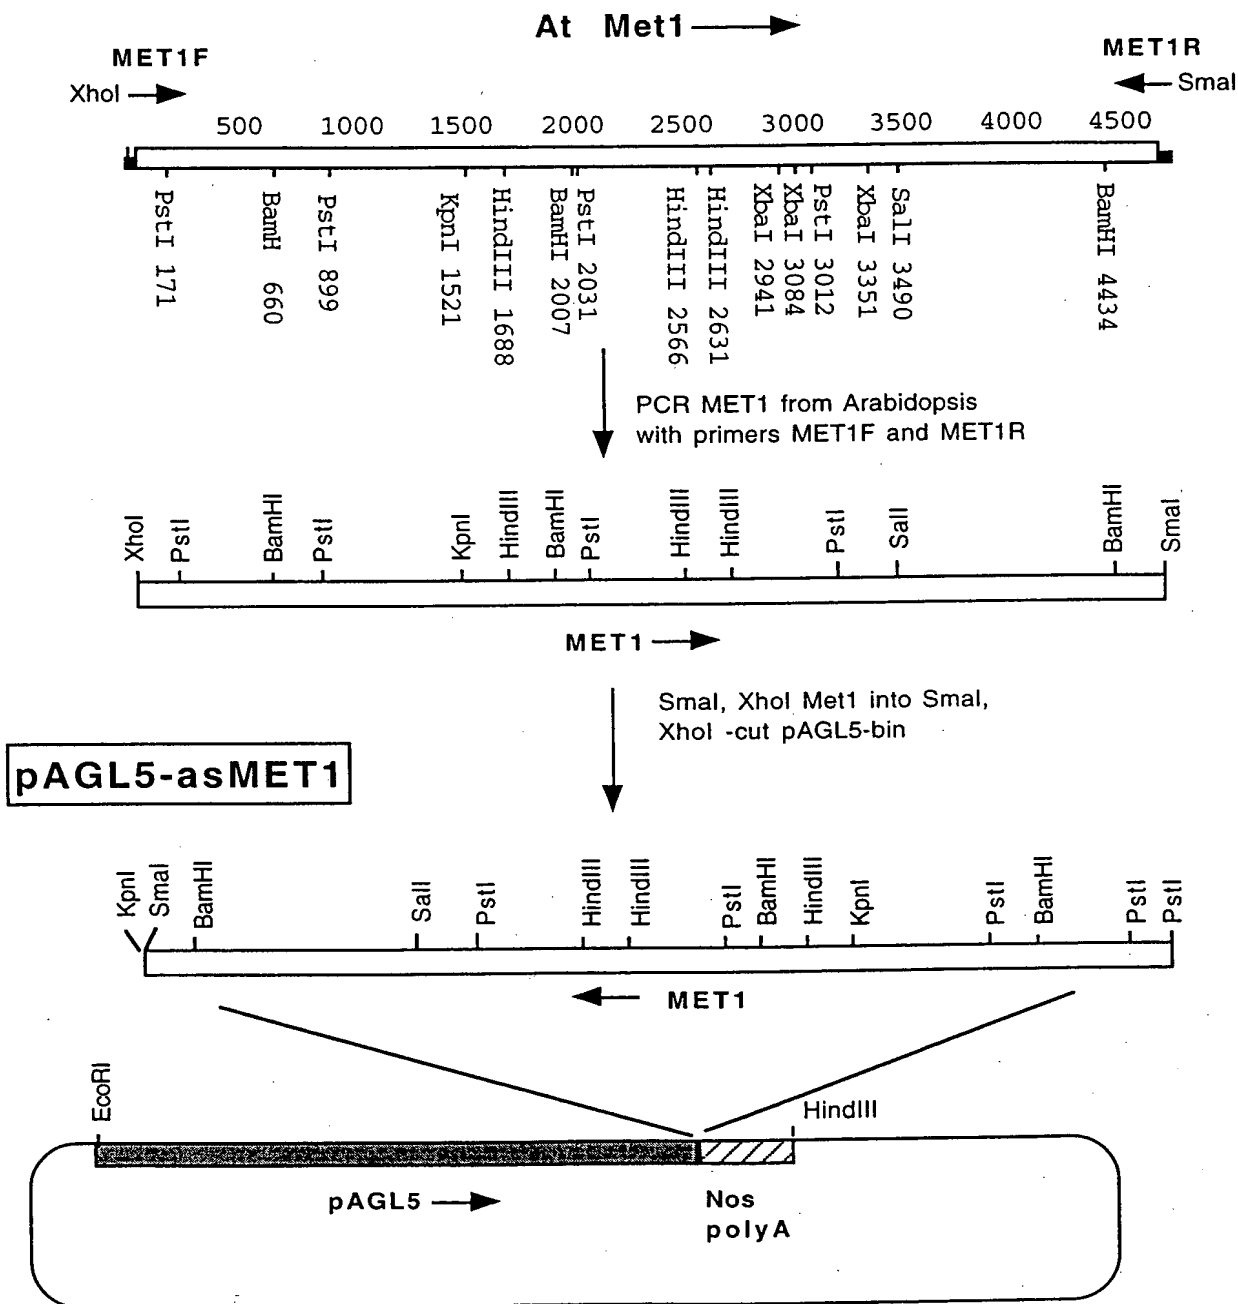 At Met1
MET1F
MET1R
XhoI
SmaI
500 1000 1500 2000 2500 3000 3500 4000 4500
PstI 171
BamH 660
PstI 899
KpnI 1521
HindIII 1688
BamHI 2007
PstI 2031
HindIII 2566
HindIII 2631
XbaI 2941
XbaI 3084
PstI 3012
XbaI 3351
SalI 3490
BamHI 4434
PCR MET1 from Arabidopsis
with primers MET1F and MET1R
XhoI
PstI
BamHI
PstI
KpnI
HindIII
BamHI
PstI
HindIII
HindIII
PstI
SalI
BamHI
SmaI
MET1
SmaI, XhoI Met1 into SmaI,
XhoI -cut pAGL5-bin
pAGL5-asMET1
KpnI
SmaI
BamHI
SalI
PstI
HindIII
HindIII
PstI
BamHI
HindIII
KpnI
PstI
BamHI
PstI
PstI
MET1
EcoRI
HindIII
pAGL5
Nos
polyA